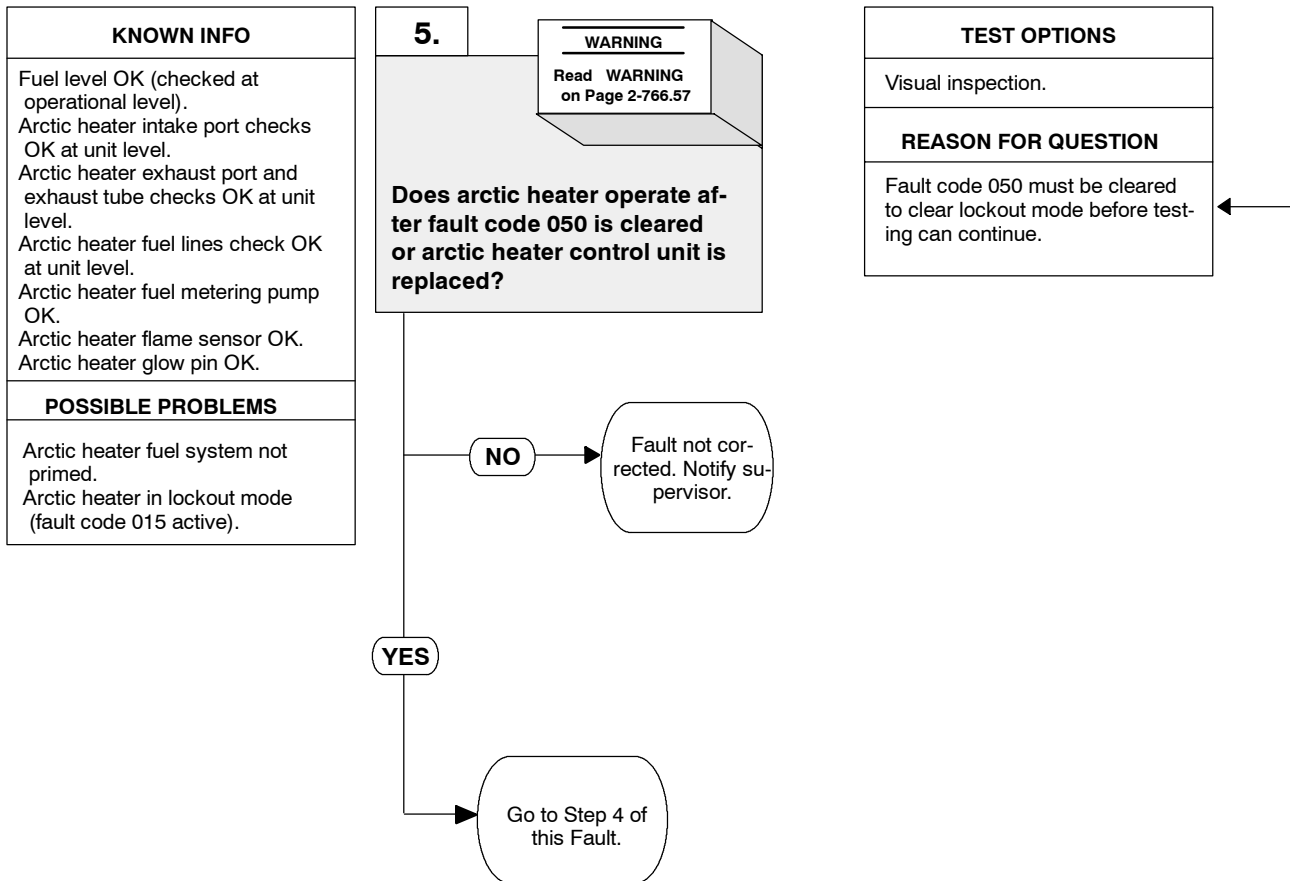 KNOWN INFO
Fuel level OK (checked at
operational level).
Arctic heater intake port checks
OK at unit level.
Arctic heater exhaust port and
exhaust tube checks OK at unit
level.
Arctic heater fuel lines check OK
at unit level.
Arctic heater fuel metering pump
OK.
Arctic heater flame sensor OK.
Arctic heater glow pin OK.
POSSIBLE PROBLEMS
Arctic heater fuel system not
primed.
Arctic heater in lockout mode
(fault code 015 active).
5.
WARNING
Read WARNING
on Page 2-766.57
Does arctic heater operate af-
ter fault code 050 is cleared
or arctic heater control unit is
replaced?
NO
Fault not cor-
rected. Notify su-
pervisor.
YES
Go to Step 4 of
this Fault.
TEST OPTIONS
Visual inspection.
REASON FOR QUESTION
Fault code 050 must be cleared
to clear lockout mode before test-
ing can continue.